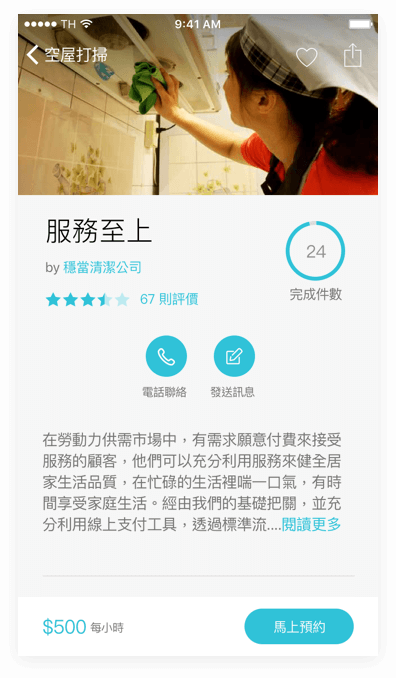 TH 9:41 AM
空屋打掃
服務至上
by 穩當清潔公司
67 則評價
24
完成件數
電話聯絡 發送訊息
在勞動力供需市場中，有需求願意付費來接受
服務的顧客，他們可以充分利用服務來健全居
家生活品質，在忙碌的生活裡喘一口氣，有時
間享受家庭生活。經由我們的基礎把關，並充
分利用線上支付工具，透過標準流....閱讀更多
$500 每小時
馬上預約